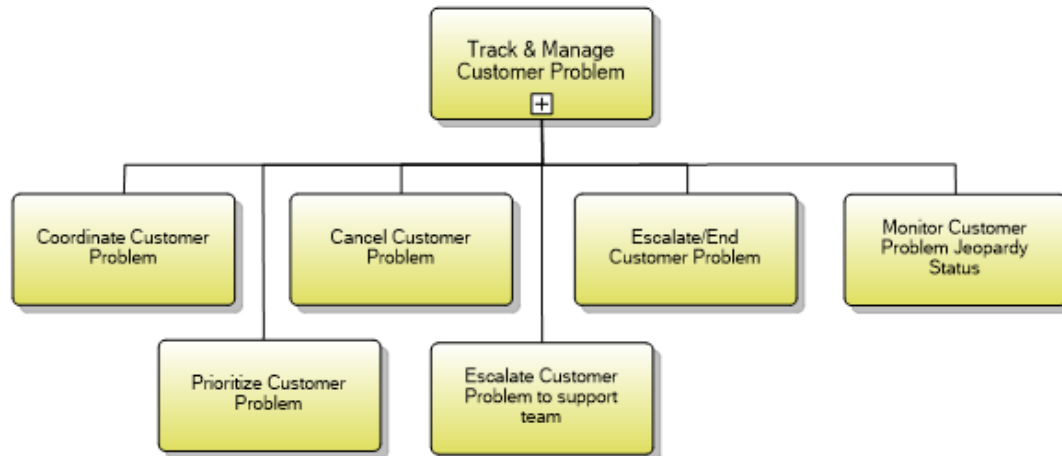 Track & Manage
Customer Problem
Coordinate Customer
Problem
Cancel Customer
Problem
Escalate/End
Customer Problem
Monitor Customer
Problem Jeopardy
Status
Prioritize Customer
Problem
Escalate Customer
Problem to support
team